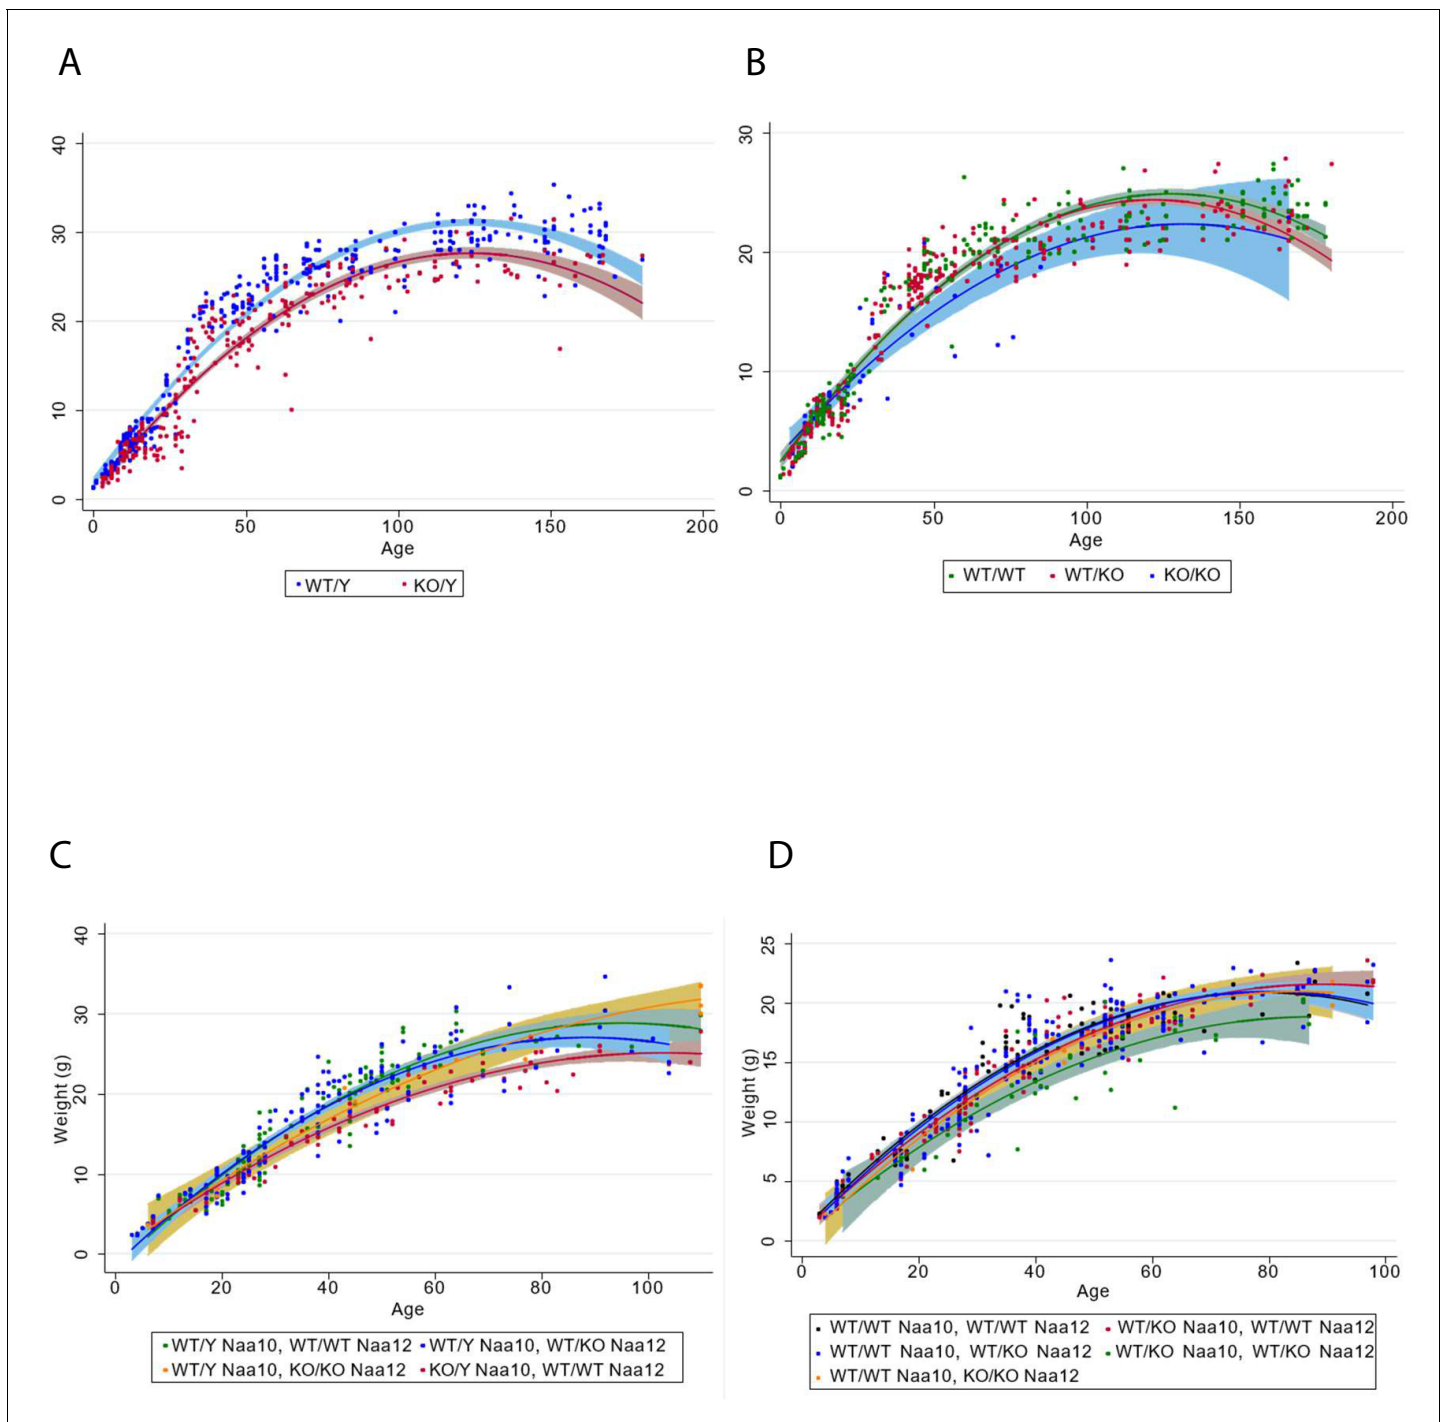 A
B
40
30
20
10
0
0 50 100 150 200
Age
WT/Y KO/Y
30
20
10
0
0 50 100 150 200
Age
WT/WT WT/KO KO/KO
C
D
Weight (g)
40
30
20
10
0
0 20 40 60 80 100
Age
WT/Y Naa10, WT/WT Naa12 WT/Y Naa10, WT/KO Naa12
WT/Y Naa10, KO/KO Naa12 KO/Y Naa10, WT/WT Naa12
Weight (g)
25
20
15
10
5
0
0 20 40 60 80 100
Age
WT/WT Naa10, WT/WT Naa12 WT/KO Naa10, WT/WT Naa12
WT/WT Naa10, WT/KO Naa12 WT/KO Naa10, WT/KO Naa12
WT/WT Naa10, KO/KO Naa12